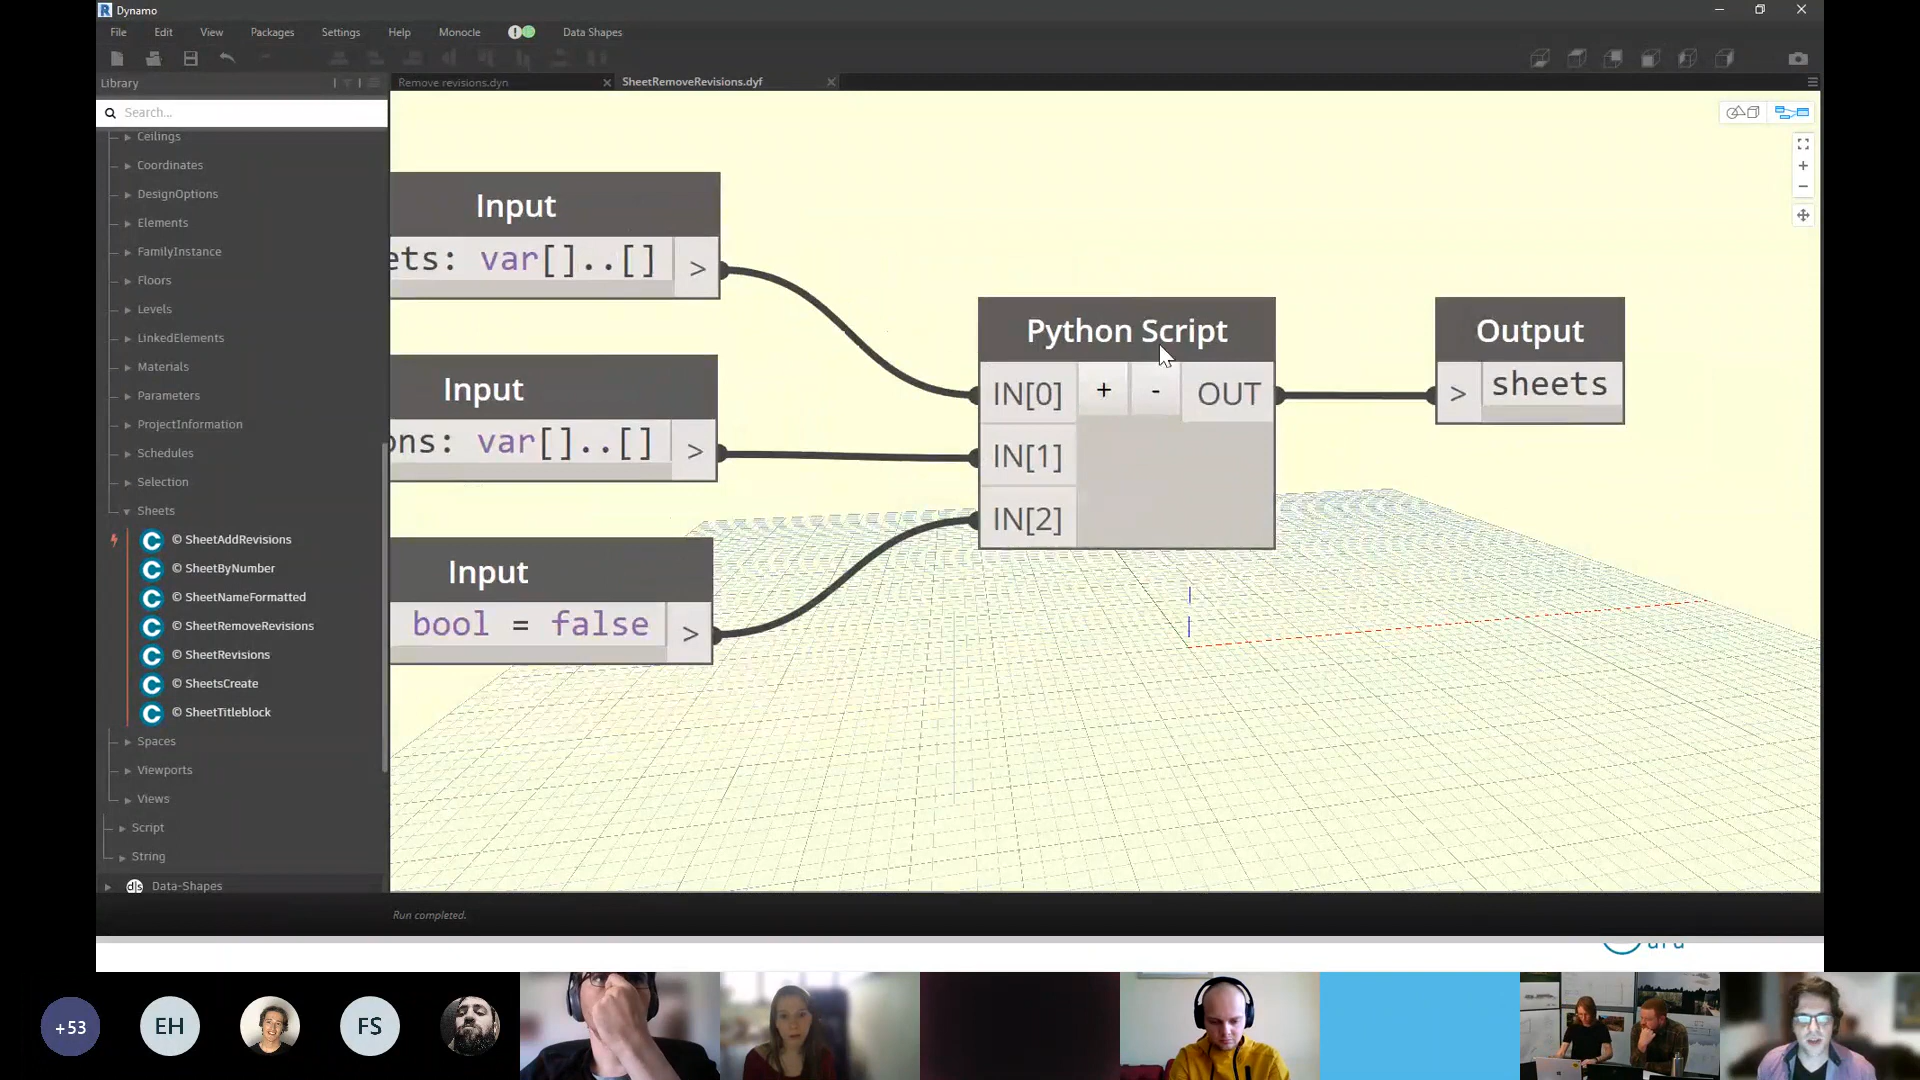 Dynamo
File Edit View Packages Settings Help Monocle Data Shapes
Library
Remove revisions.dyn
SheetRemoveRevisions.dyf
Search...
Ceilings
Coordinates
DesignOptions
Elements
FamilyInstance
Floors
Levels
LinkedElements
Materials
Parameters
ProjectInformation
Schedules
Selection
Sheets
© SheetAddRevisions
© SheetByNumber
© SheetNameFormatted
© SheetRemoveRevisions
© SheetRevisions
© SheetsCreate
© SheetTitleblock
Spaces
Viewports
Views
Script
String
Data-Shapes
Input
ets: var[]..[] >
Input
ons: var[]..[] >
Input
bool = false >
Python Script
IN[0] + - OUT
IN[1]
IN[2]
Output
> sheets
Run completed.
+53
EH
FS